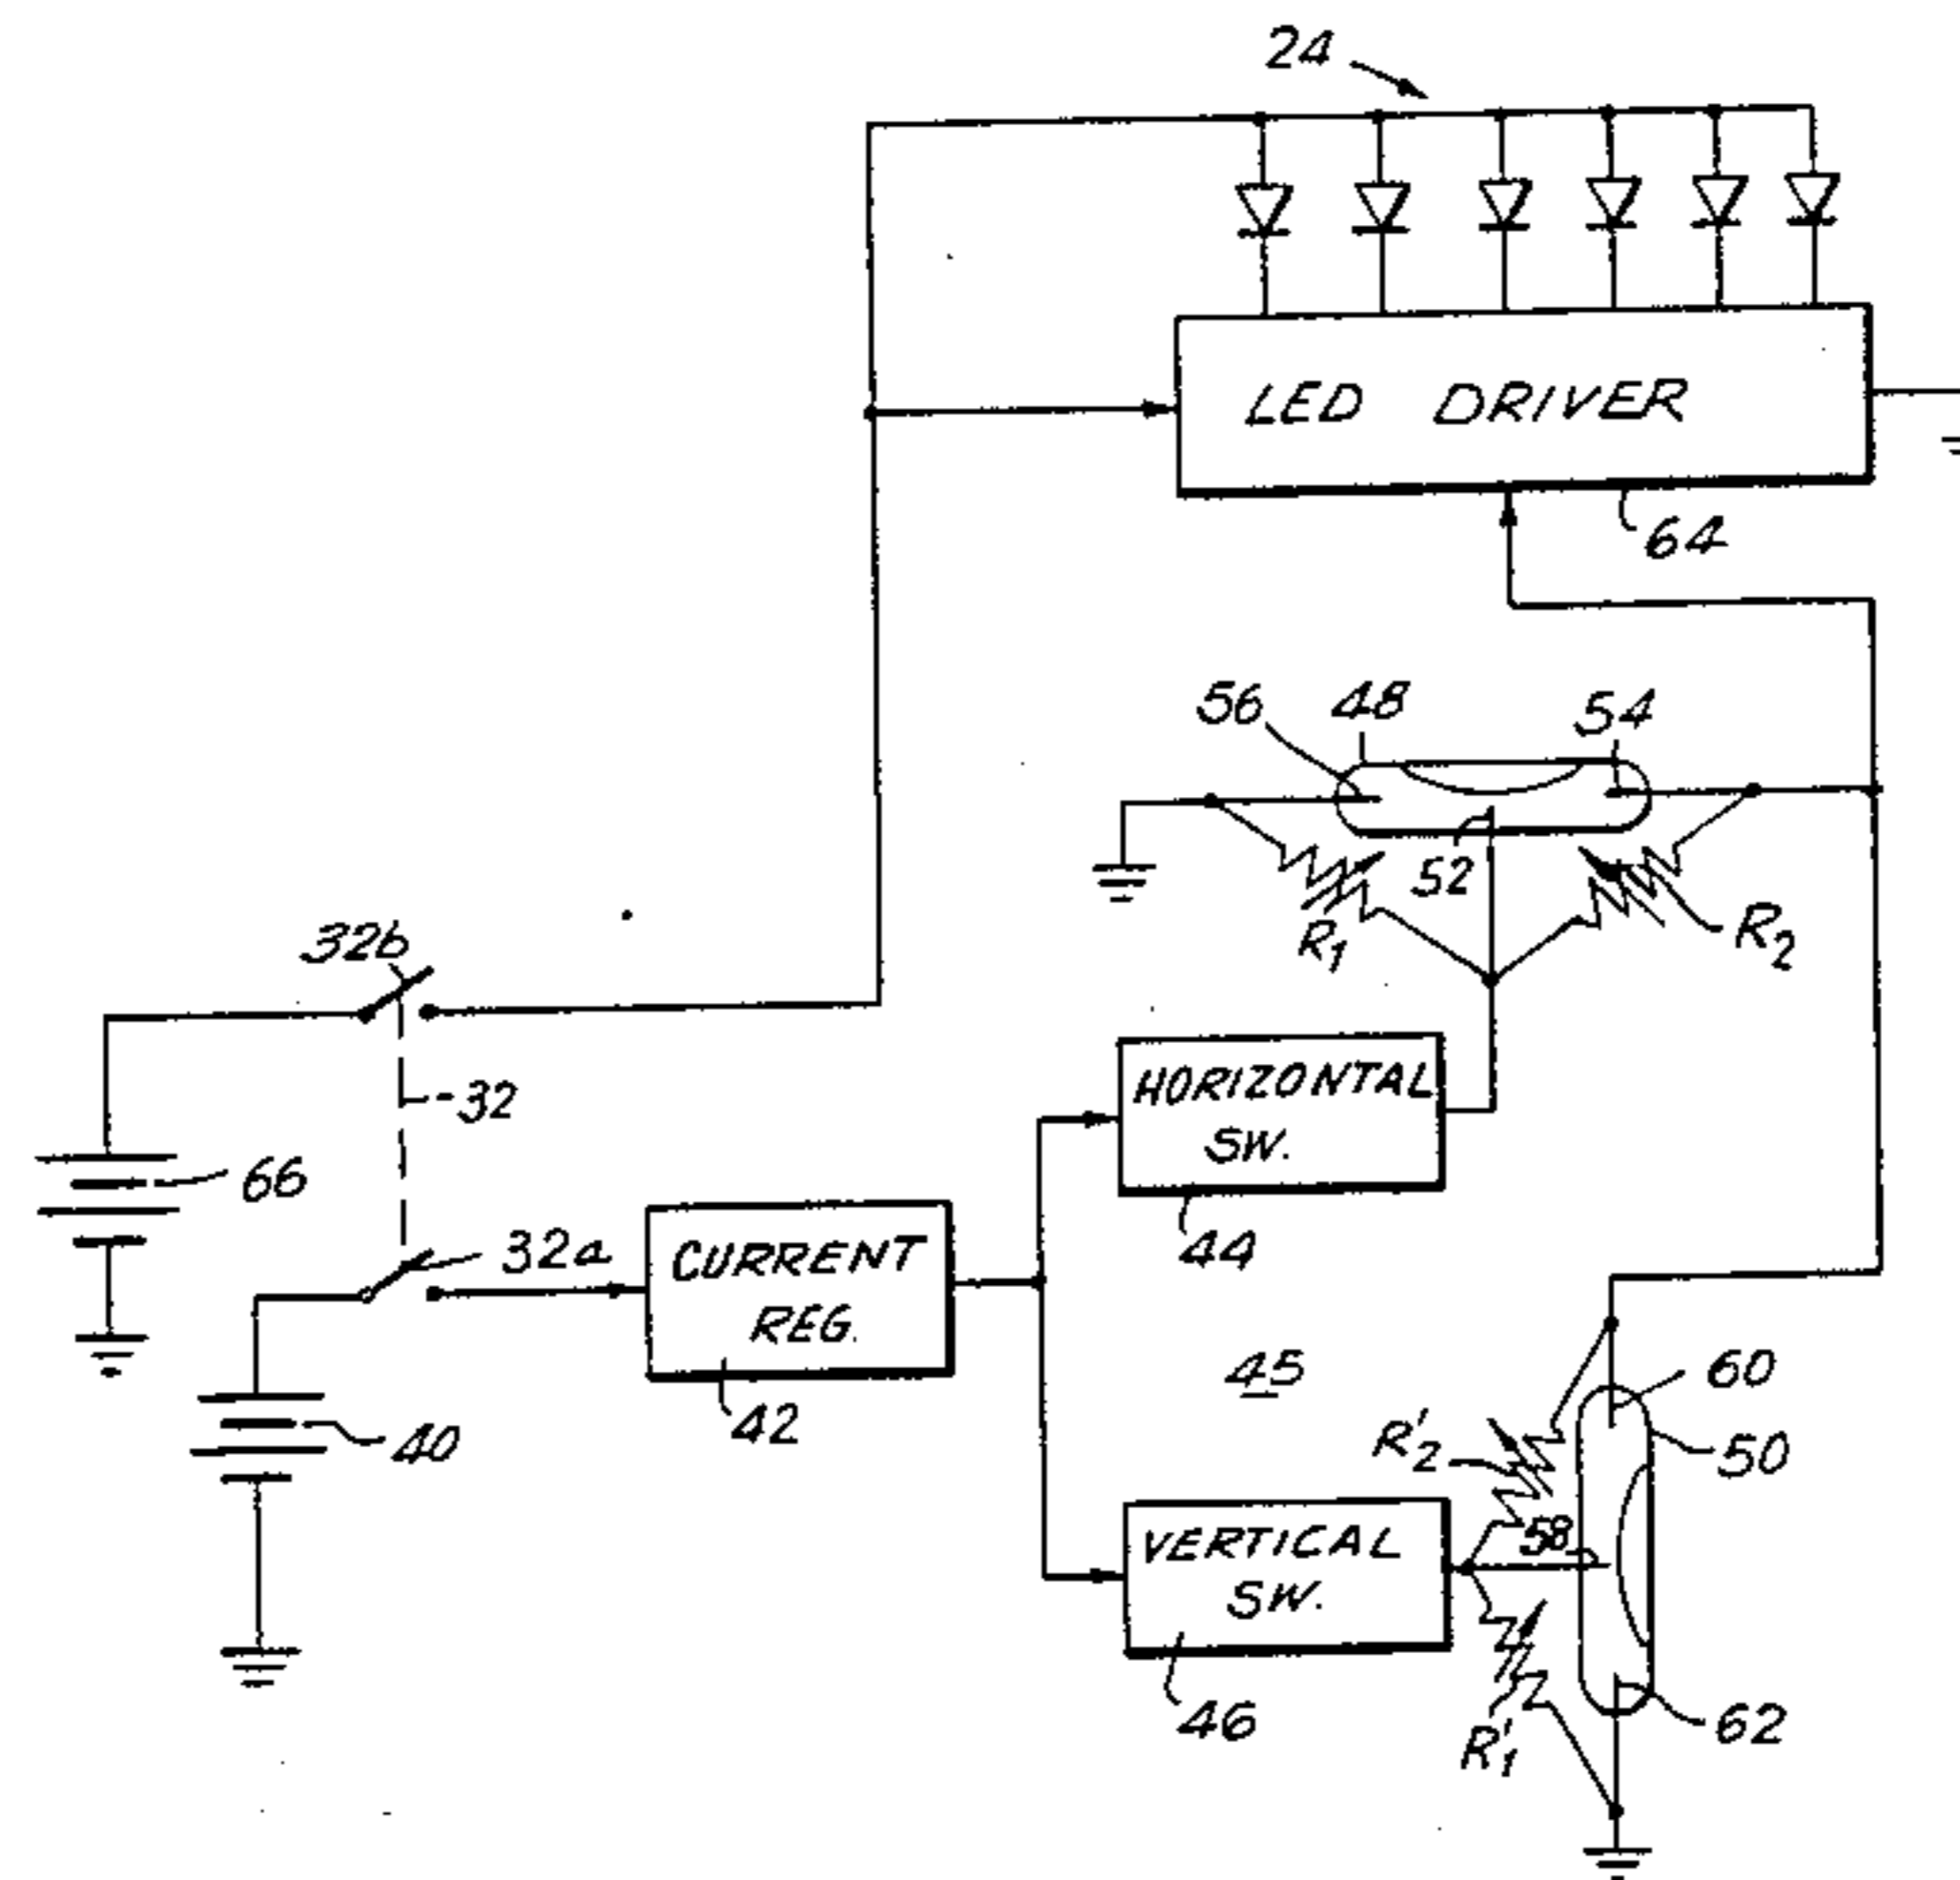 24
LED DRIVER
64
56
48
54
52
R1
R2
32b
32
66
HORIZONTAL
SW.
44
32a
CURRENT
REG.
42
40
45
60
R'2
50
58
VERTICAL
SW.
46
R'1
62